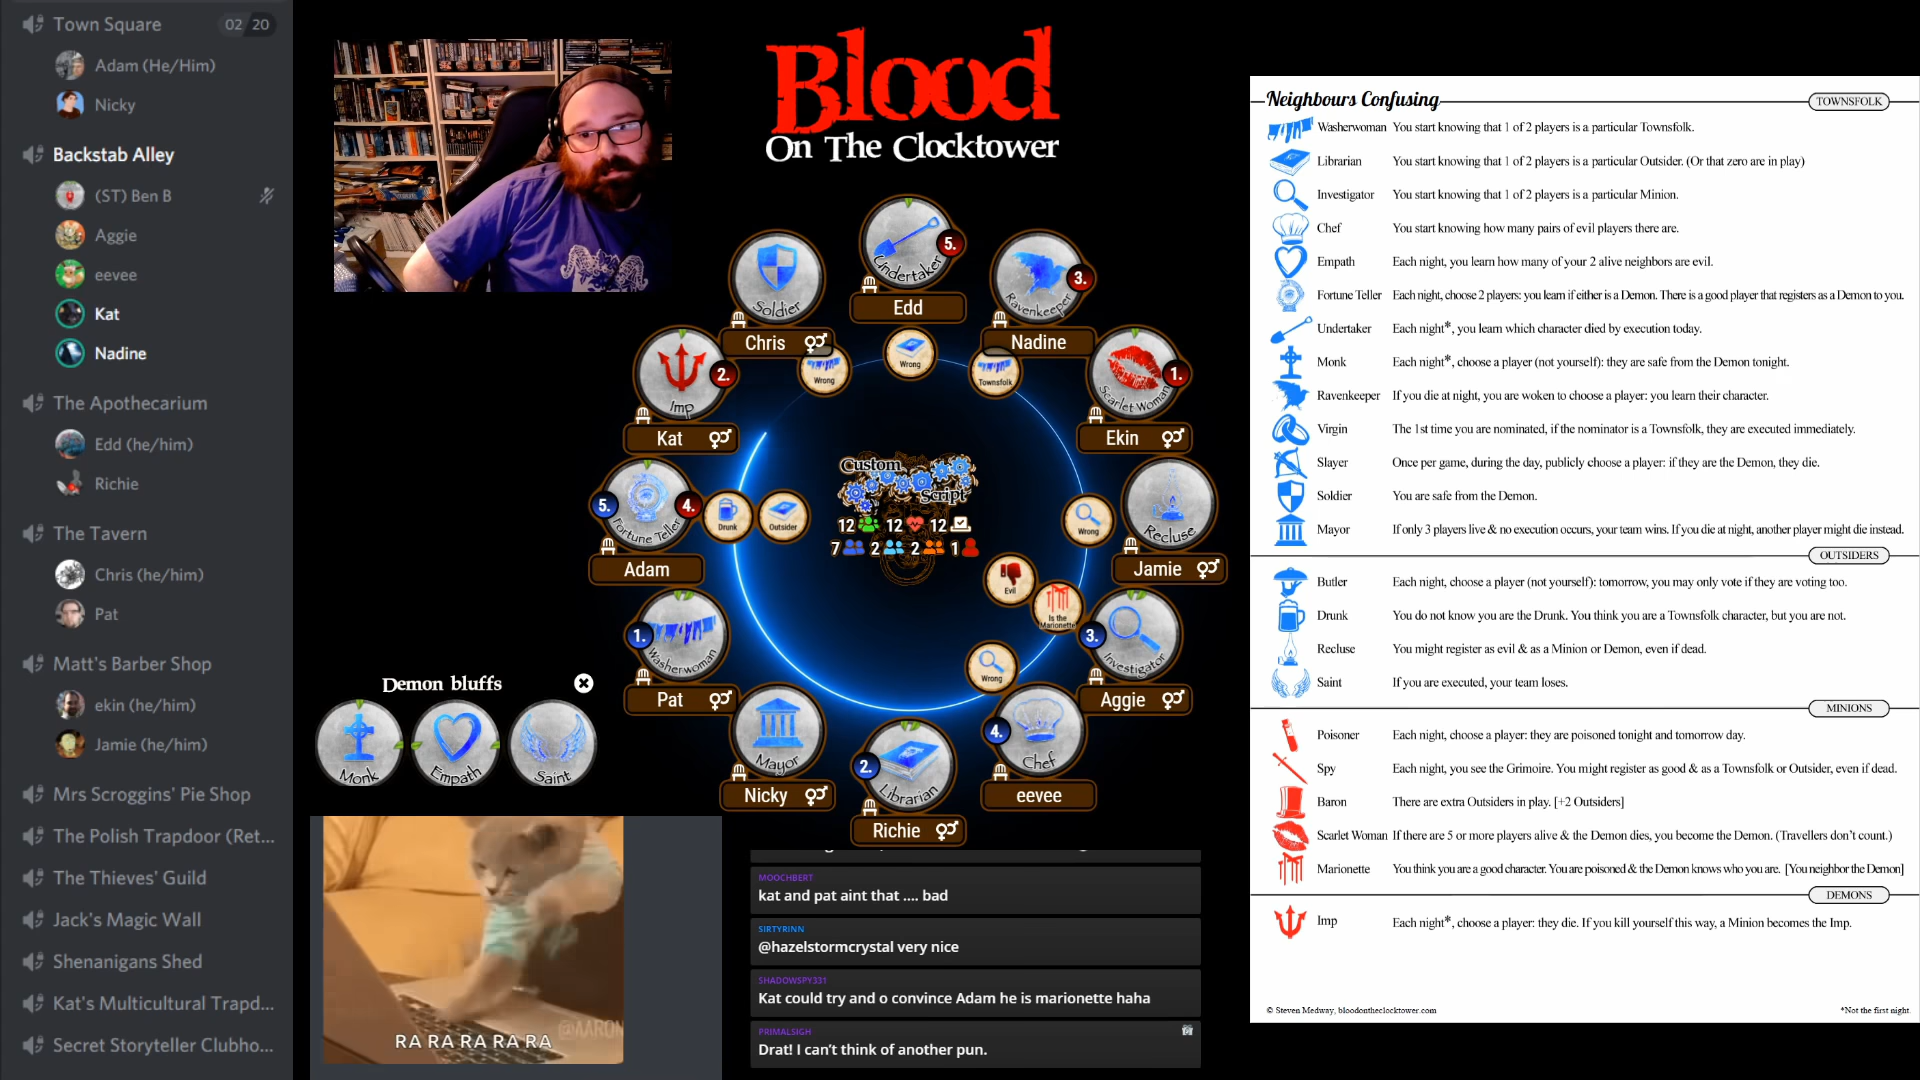 Town Square 02 20
Adam (He/Him)
Nicky
Backstab Alley
(ST) Ben B
Aggie
eevee
Kat
Nadine
The Apothecarium
Edd (he/him)
Richie
The Tavern
Chris (he/him)
Pat
Matt's Barber Shop
ekin (he/him)
Jamie (he/him)
Mrs Scroggins' Pie Shop
The Polish Trapdoor (Ret...
The Thieves' Guild
Jack's Magic Wall
Shenanigans Shed
Kat's Multicultural Trapd...
Secret Storyteller Clubho...
Blood
On The Clocktower
Undertaker
5.
Edd
Wrong
Soldier
Chris
Wrong
Ravenkeeper
3.
Nadine
Townsfolk
Imp
2.
Kat
Scarlet Woman
1.
Ekin
Fortune Teller
5.
4.
Adam
Drunk
Outsider
Custom
Script
12 12 12
7 2 2 1
Recluse
Jamie
Wrong
Washerwoman
1.
Pat
Evil
Is the
Marionette
Investigator
3.
Aggie
Mayor
Nicky
Librarian
2.
Richie
Chef
4.
eevee
Wrong
Demon bluffs
Monk
Empath
Saint
RA RA RA RA RA
@AARON
MOOCHBERT
kat and pat aint that .... bad
SIRTYRINN
@hazelstormcrystal very nice
SHADOWSPY331
Kat could try and o convince Adam he is marionette haha
PRIMALSIGH
Drat! I can't think of another pun.
Neighbours Confusing
TOWNSFOLK
Washerwoman You start knowing that 1 of 2 players is a particular Townsfolk.
Librarian You start knowing that 1 of 2 players is a particular Outsider. (Or that zero are in play)
Investigator You start knowing that 1 of 2 players is a particular Minion.
Chef You start knowing how many pairs of evil players there are.
Empath Each night, you learn how many of your 2 alive neighbors are evil.
Fortune Teller Each night, choose 2 players: you learn if either is a Demon. There is a good player that registers as a Demon to you.
Undertaker Each night*, you learn which character died by execution today.
Monk Each night*, choose a player (not yourself): they are safe from the Demon tonight.
Ravenkeeper If you die at night, you are woken to choose a player: you learn their character.
Virgin The 1st time you are nominated, if the nominator is a Townsfolk, they are executed immediately.
Slayer Once per game, during the day, publicly choose a player: if they are the Demon, they die.
Soldier You are safe from the Demon.
Mayor If only 3 players live & no execution occurs, your team wins. If you die at night, another player might die instead.
OUTSIDERS
Butler Each night, choose a player (not yourself): tomorrow, you may only vote if they are voting too.
Drunk You do not know you are the Drunk. You think you are a Townsfolk character, but you are not.
Recluse You might register as evil & as a Minion or Demon, even if dead.
Saint If you are executed, your team loses.
MINIONS
Poisoner Each night, choose a player: they are poisoned tonight and tomorrow day.
Spy Each night, you see the Grimoire. You might register as good & as a Townsfolk or Outsider, even if dead.
Baron There are extra Outsiders in play. [+2 Outsiders]
Scarlet Woman If there are 5 or more players alive & the Demon dies, you become the Demon. (Travellers don't count.)
Marionette You think you are a good character. You are poisoned & the Demon knows who you are. [You neighbor the Demon]
DEMONS
Imp Each night*, choose a player: they die. If you kill yourself this way, a Minion becomes the Imp.
© Steven Medway, bloodontheclocktower.com
*Not the first night.